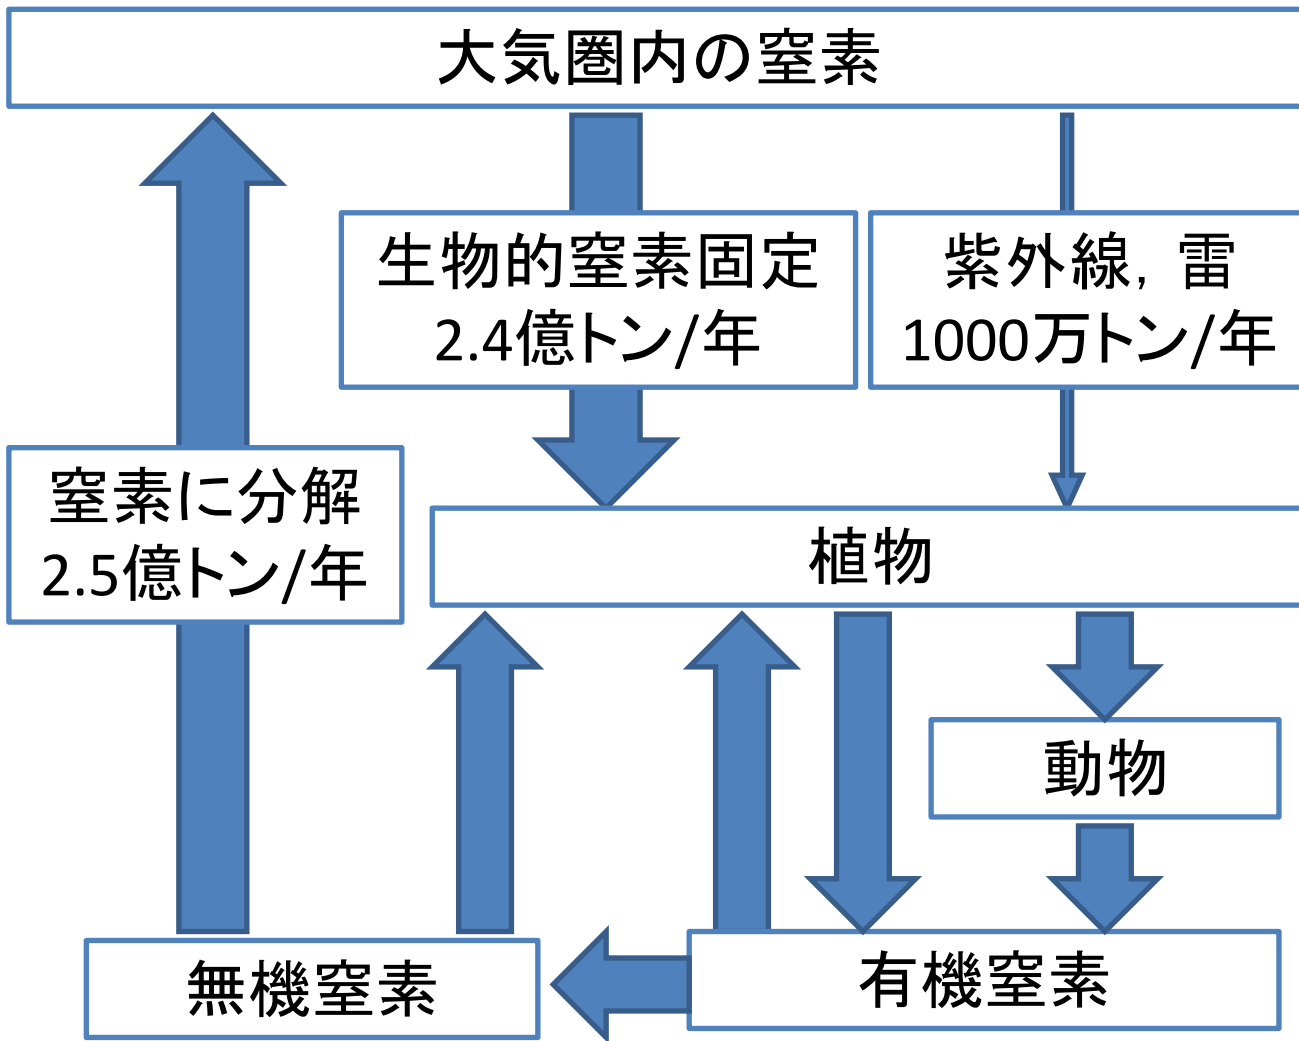 大気圏内の窒素
生物的窒素固定
2.4億トン/年
紫外線，雷
1000万トン/年
窒素に分解
2.5億トン/年
植物
動物
無機窒素
有機窒素